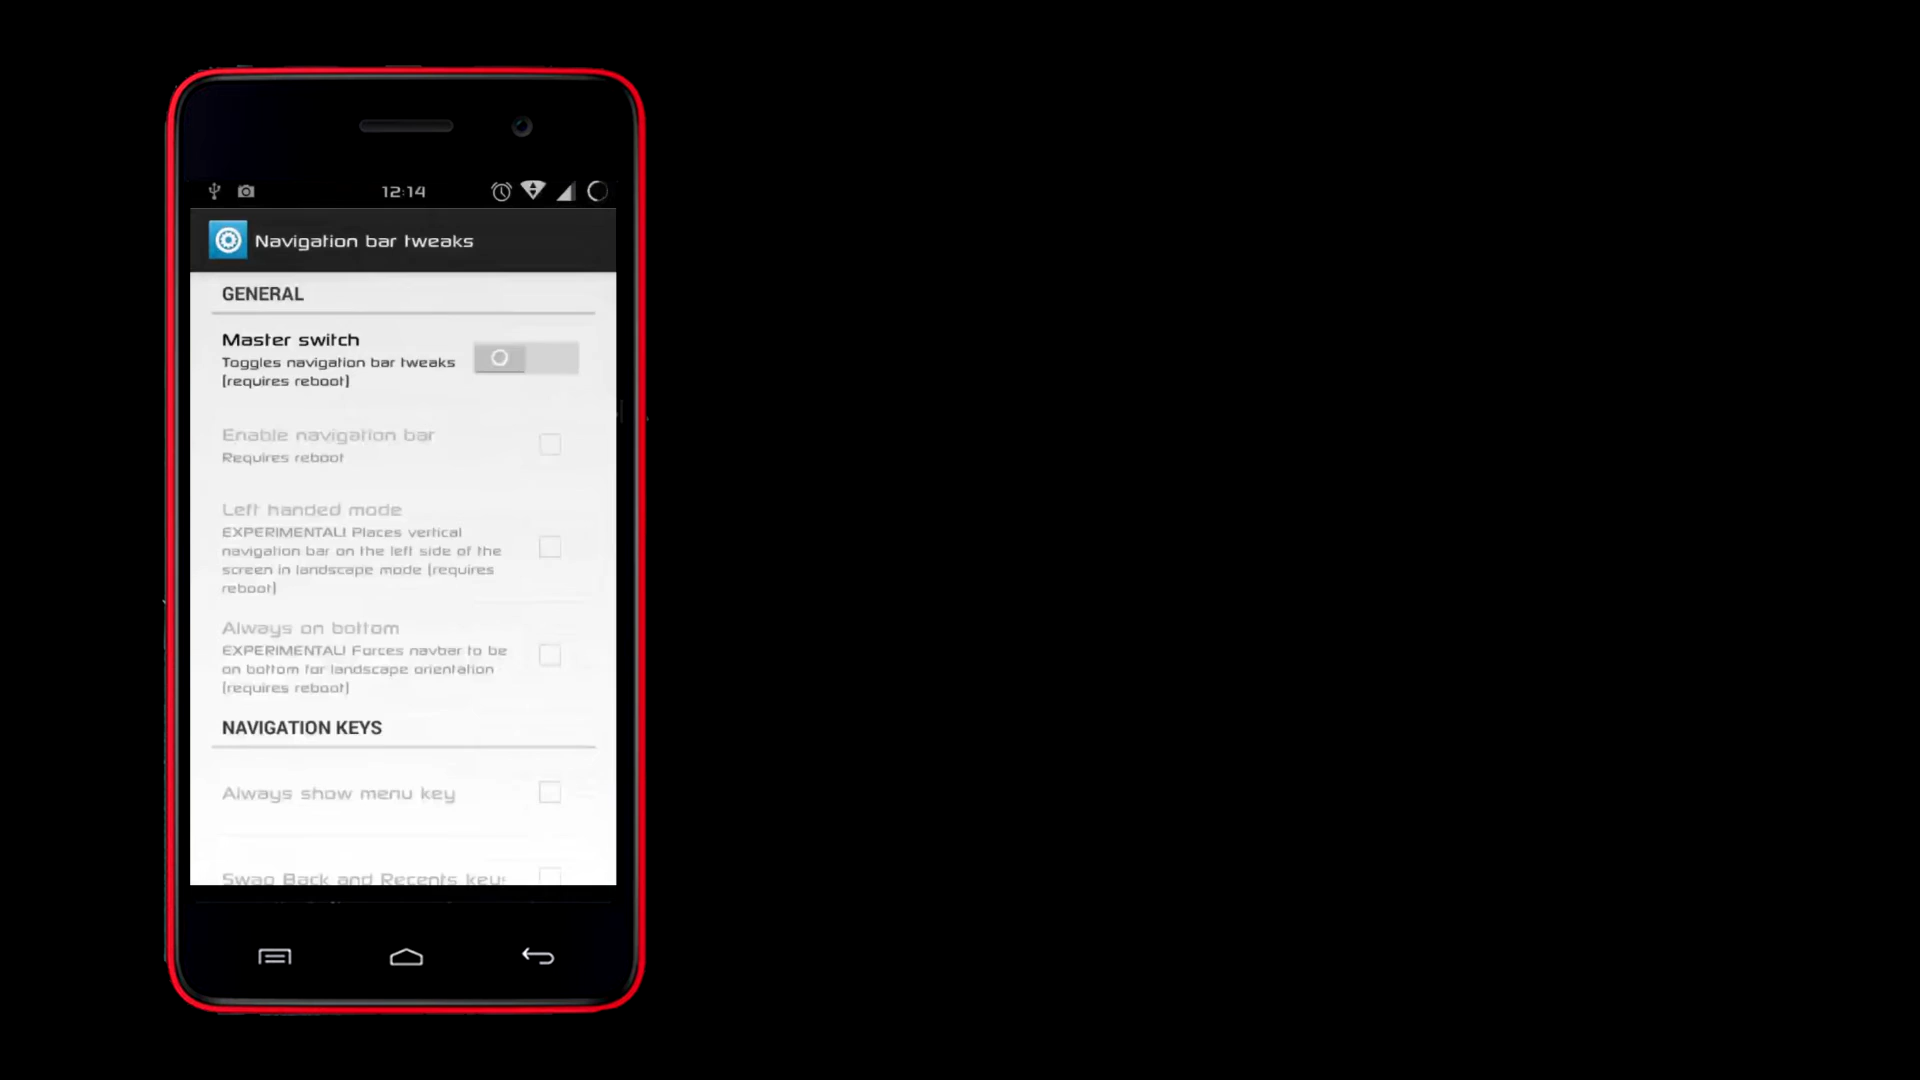 12:14
Navigation bar tweaks
GENERAL
Master switch
Toggles navigation bar tweaks
(requires reboot)
Enable navigation bar
Requires reboot
Left handed mode
EXPERIMENTAL! Places vertical
navigation bar on the left side of the
screen in landscape mode (requires
reboot)
Always on bottom
EXPERIMENTAL! Forces navbar to be
on bottom for landscape orientation
(requires reboot)
NAVIGATION KEYS
Always show menu key
Swap Back and Recents keys